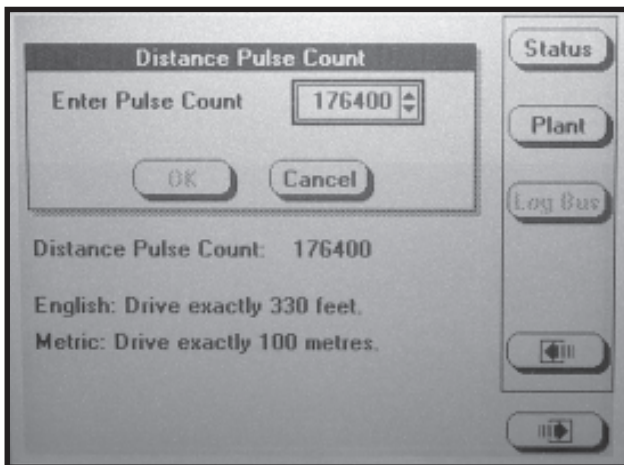 Distance Pulse Count
Enter Pulse Count 176400
OK Cancel
Distance Pulse Count: 176400
English: Drive exactly 330 feet.
Metric: Drive exactly 100 metres.
Status
Plant
Log Bus